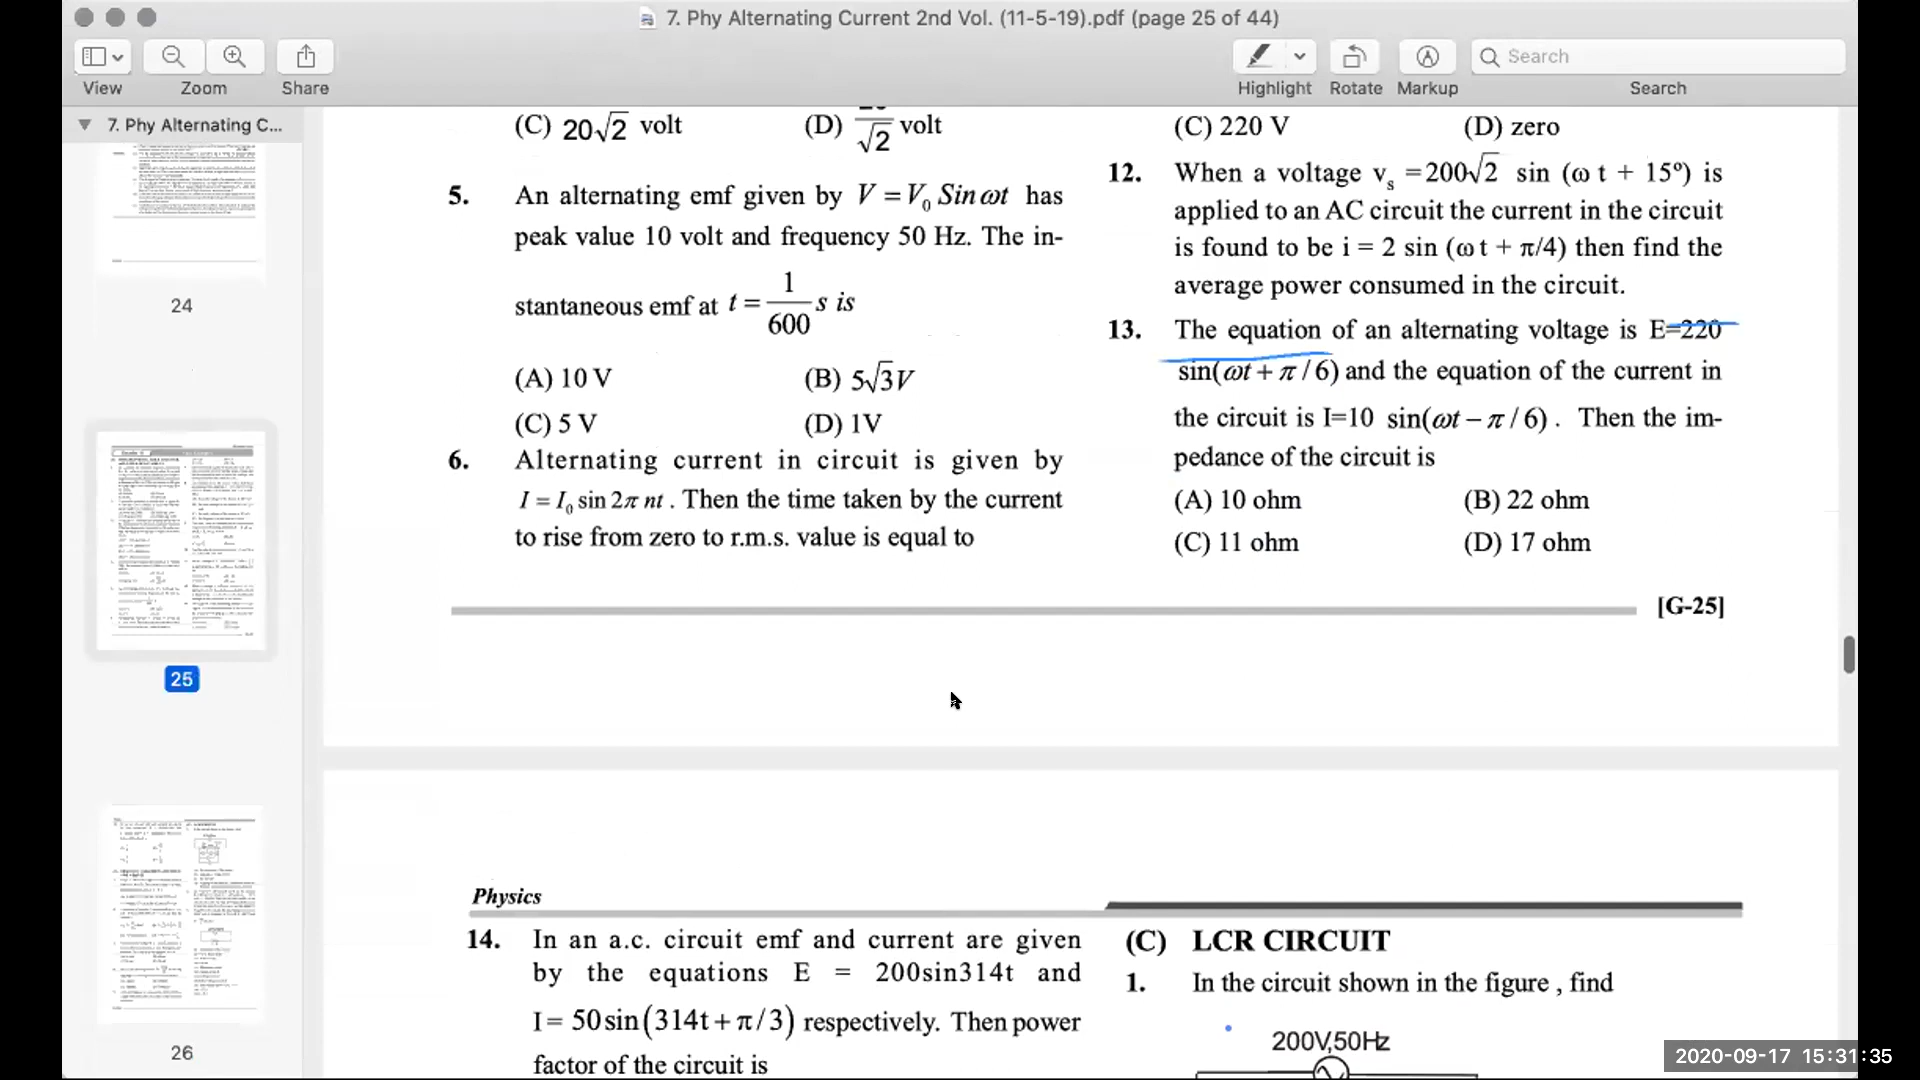 7. Phy Alternating Current 2nd Vol. (11-5-19).pdf (page 25 of 44)
View
Zoom
Share
Highlight
Rotate
Markup
Search
Search
7. Phy Alternating C...
24
25
26
(C) 20√2 volt (D) /√2 volt
5. An alternating emf given by V = V₀ Sin ωt has
peak value 10 volt and frequency 50 Hz. The in-
stantaneous emf at t = 1/600 s is
(A) 10 V (B) 5√3V
(C) 5 V (D) 1V
6. Alternating current in circuit is given by
I = I₀ sin 2π nt . Then the time taken by the current
to rise from zero to r.m.s. value is equal to
(C) 220 V (D) zero
12. When a voltage vₛ =200√2 sin (ω t + 15º) is
applied to an AC circuit the current in the circuit
is found to be i = 2 sin (ω t + π/4) then find the
average power consumed in the circuit.
13. The equation of an alternating voltage is E=220
sin(ωt + π / 6) and the equation of the current in
the circuit is I=10 sin(ωt − π / 6) . Then the im-
pedance of the circuit is
(A) 10 ohm (B) 22 ohm
(C) 11 ohm (D) 17 ohm
[G-25]
Physics
14. In an a.c. circuit emf and current are given
by the equations E = 200sin314t and
I = 50 sin(314t + π/3) respectively. Then power
factor of the circuit is
(C) LCR CIRCUIT
1. In the circuit shown in the figure , find
200V,50Hz
2020-09-17 15:31:35